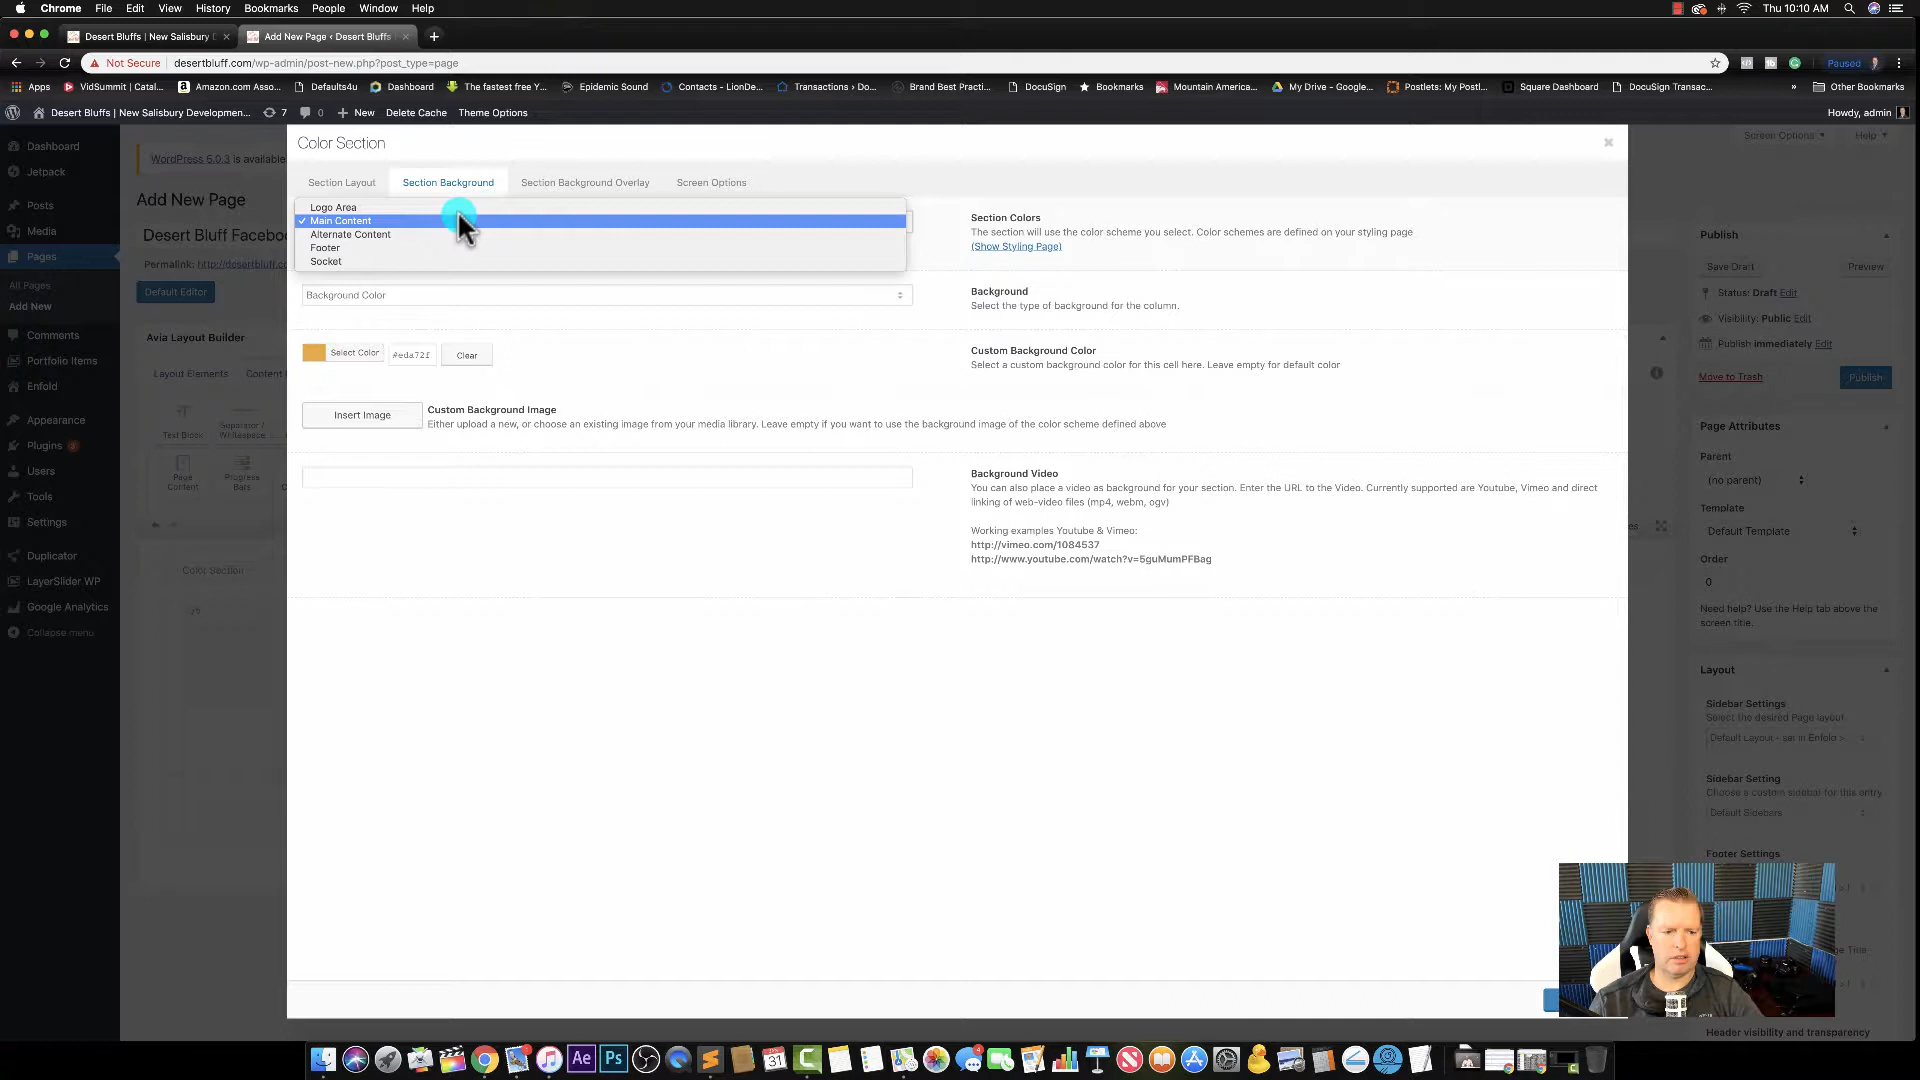 Chrome File Edit View History Bookmarks People Window Help
Thu 10:10 AM
Desert Bluffs | New Salisbury D
Add New Page ‹ Desert Bluffs
Not Secure desertbluff.com/wp-admin/post-new.php?post_type=page
Paused
Apps VidSummit | Catal... Amazon.com Asso... Defaults4u Dashboard The fastest free Y... Epidemic Sound Contacts - LionDe... Transactions › Do... Brand Best Practi... DocuSign Bookmarks Mountain America... My Drive - Google... Postlets: My Postl... Square Dashboard DocuSign Transac... » Other Bookmarks
Desert Bluffs | New Salisbury Developmen... 7 0 New Delete Cache Theme Options
Howdy, admin
Dashboard
Jetpack
Posts
Media
Pages
All Pages
Add New
Comments
Portfolio Items
Enfold
Appearance
Plugins
Users
Tools
Settings
Duplicator
LayerSlider WP
Google Analytics
Collapse menu
WordPress 5.0.3 is available
Add New Page
Desert Bluff Facebo
Permalink: http://desertbluff.c
Default Editor
Avia Layout Builder
Layout Elements Content
Text Block
Separator /
Whitespace
Page
Content
Progress
Bars
Color Section
Color Section
Section Layout Section Background Section Background Overlay Screen Options
Logo Area
✓ Main Content
Alternate Content
Footer
Socket
Section Colors
The section will use the color scheme you select. Color schemes are defined on your styling page
(Show Styling Page)
Background Color
Background
Select the type of background for the column.
Select Color #eda72f Clear
Custom Background Color
Select a custom background color for this cell here. Leave empty for default color
Insert Image
Custom Background Image
Either upload a new, or choose an existing image from your media library. Leave empty if you want to use the background image of the color scheme defined above
Background Video
You can also place a video as background for your section. Enter the URL to the Video. Currently supported are Youtube, Vimeo and direct
linking of web-video files (mp4, webm, ogv)
Working examples Youtube & Vimeo:
http://vimeo.com/1084537
http://www.youtube.com/watch?v=5guMumPFBag
Screen Options Help
Publish
Save Draft Preview
Status: Draft Edit
Visibility: Public Edit
Publish immediately Edit
Move to Trash Publish
Page Attributes
Parent
(no parent)
Template
Default Template
Order
0
Need help? Use the Help tab above the
screen title.
Layout
Sidebar Settings
Select the desired Page layout
Default Layout - set in Enfold >
Sidebar Setting
Choose a custom sidebar for this entry
Default Sidebars
Footer Settings
Header visibility and transparency